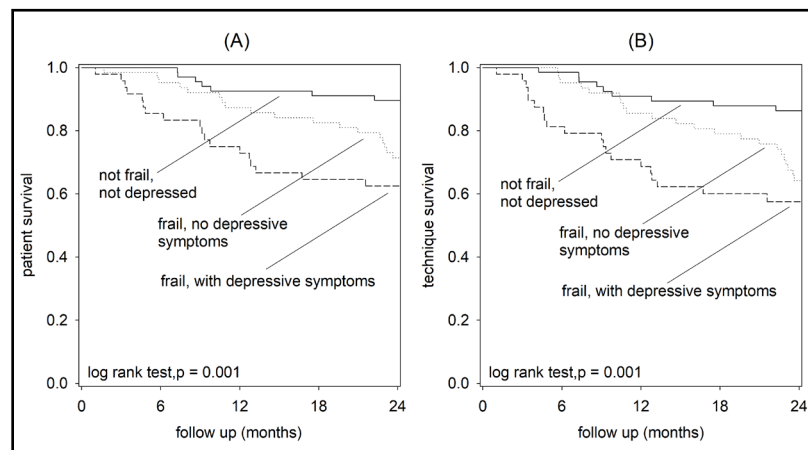 (A)
patient survival
1.0
0.8
0.6
0.4
0.2
0.0
not frail,
not depressed
frail, no depressive
symptoms
frail, with depressive symptoms
log rank test,p = 0.001
0 6 12 18 24
follow up (months)
(B)
technique survival
1.0
0.8
0.6
0.4
0.2
0.0
not frail,
not depressed
frail, no depressive
symptoms
frail, with depressive symptoms
log rank test,p = 0.001
0 6 12 18 24
follow up (months)